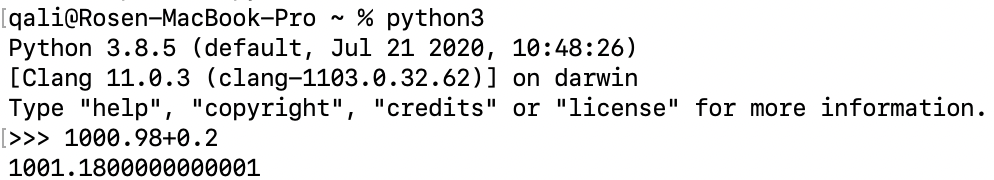 [qali@Rosen-MacBook-Pro ~ % python3
Python 3.8.5 (default, Jul 21 2020, 10:48:26)
[Clang 11.0.3 (clang-1103.0.32.62)] on darwin
Type "help", "copyright", "credits" or "license" for more information.
[>>> 1000.98+0.2
1001.1800000000001